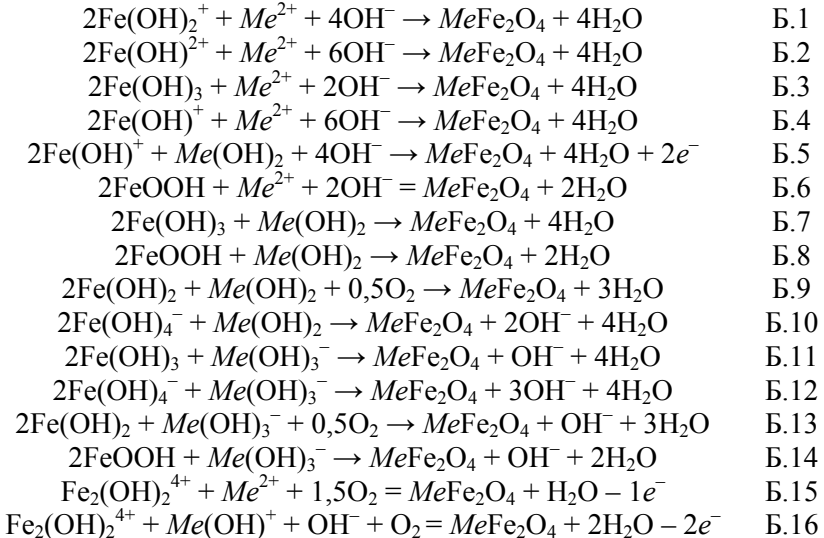 2Fe(OH)₂⁺ + Me²⁺ + 4OH⁻ → MeFe₂O₄ + 4H₂O Б.1
2Fe(OH)²⁺ + Me²⁺ + 6OH⁻ → MeFe₂O₄ + 4H₂O Б.2
2Fe(OH)₃ + Me²⁺ + 2OH⁻ → MeFe₂O₄ + 4H₂O Б.3
2Fe(OH)⁺ + Me²⁺ + 6OH⁻ → MeFe₂O₄ + 4H₂O Б.4
2Fe(OH)⁺ + Me(OH)₂ + 4OH⁻ → MeFe₂O₄ + 4H₂O + 2e⁻ Б.5
2FeOOH + Me²⁺ + 2OH⁻ = MeFe₂O₄ + 2H₂O Б.6
2Fe(OH)₃ + Me(OH)₂ → MeFe₂O₄ + 4H₂O Б.7
2FeOOH + Me(OH)₂ → MeFe₂O₄ + 2H₂O Б.8
2Fe(OH)₂ + Me(OH)₂ + 0,5O₂ → MeFe₂O₄ + 3H₂O Б.9
2Fe(OH)₄⁻ + Me(OH)₂ → MeFe₂O₄ + 2OH⁻ + 4H₂O Б.10
2Fe(OH)₃ + Me(OH)₃⁻ → MeFe₂O₄ + OH⁻ + 4H₂O Б.11
2Fe(OH)₄⁻ + Me(OH)₃⁻ → MeFe₂O₄ + 3OH⁻ + 4H₂O Б.12
2Fe(OH)₂ + Me(OH)₃⁻ + 0,5O₂ → MeFe₂O₄ + OH⁻ + 3H₂O Б.13
2FeOOH + Me(OH)₃⁻ → MeFe₂O₄ + OH⁻ + 2H₂O Б.14
Fe₂(OH)₂⁴⁺ + Me²⁺ + 1,5O₂ = MeFe₂O₄ + H₂O – 1e⁻ Б.15
Fe₂(OH)₂⁴⁺ + Me(OH)⁺ + OH⁻ + O₂ = MeFe₂O₄ + 2H₂O – 2e⁻ Б.16